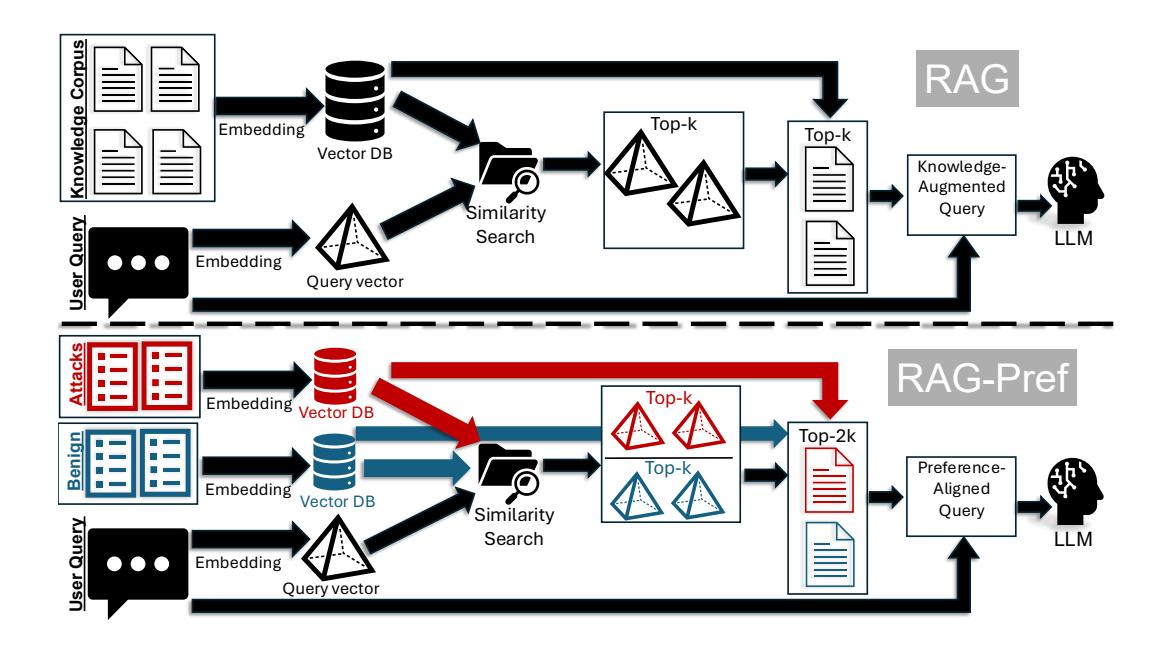 Knowledge Corpus
RAG
Embedding
Vector DB
Top-k
Top-k
Knowledge-
Augmented
Query
Similarity
Search
LLM
User Query
Embedding
Query vector
RAG-Pref
Attacks
Embedding
Vector DB
Top-k
Top-2k
Benign
Top-k
Preference-
Aligned
Query
Embedding
Vector DB
Similarity
Search
LLM
User Query
Embedding
Query vector